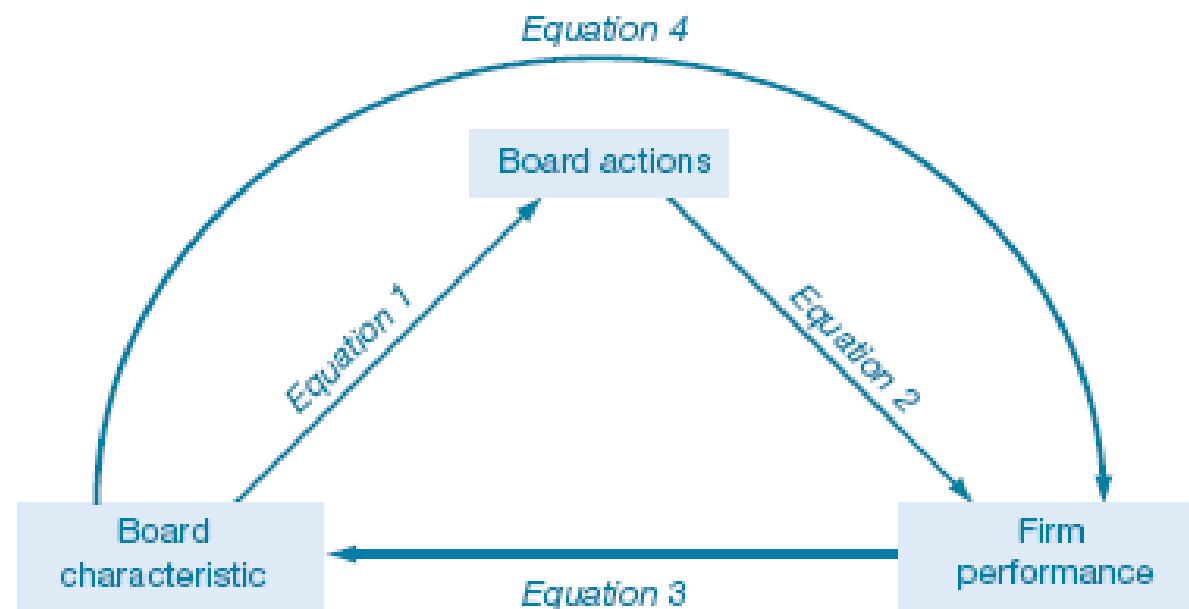 Equation 4
Board actions
Equation 1
Equation 2
Board
characteristic
Firm
performance
Equation 3